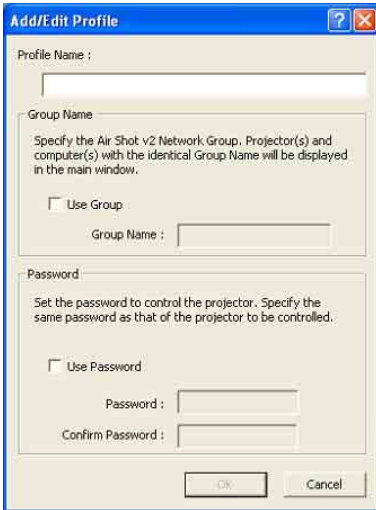 Add/Edit Profile
Profile Name :
Group Name
Specify the Air Shot v2 Network Group. Projector(s) and
computer(s) with the identical Group Name will be displayed
in the main window.
Use Group
Group Name :
Password
Set the password to control the projector. Specify the
same password as that of the projector to be controlled.
Use Password
Password :
Confirm Password :
Ok Cancel